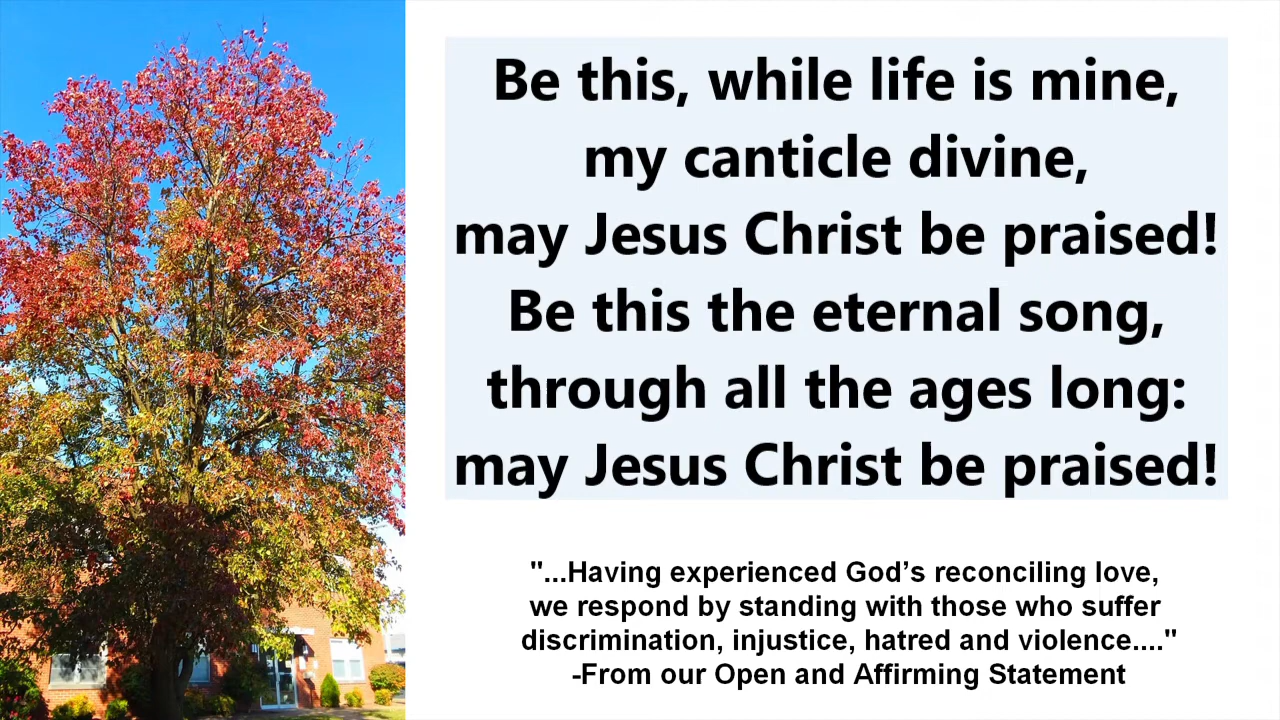 Be this, while life is mine,
my canticle divine,
may Jesus Christ be praised!
Be this the eternal song,
through all the ages long:
may Jesus Christ be praised!
"...Having experienced God’s reconciling love,
we respond by standing with those who suffer
discrimination, injustice, hatred and violence...."
-From our Open and Affirming Statement